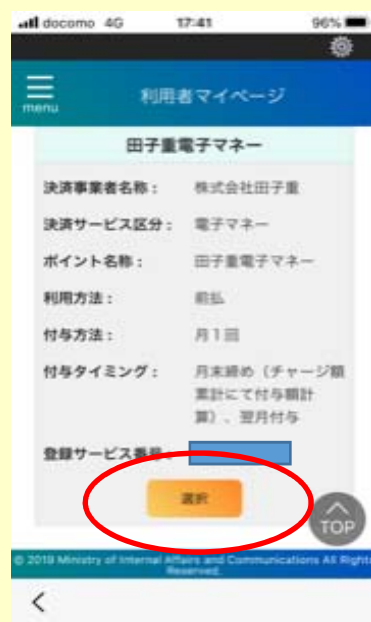 docomo 4G 17:41 96%
menu 利用者マイページ
田子重電子マネー
決済事業者名称： 株式会社田子重
決済サービス区分： 電子マネー
ポイント名称： 田子重電子マネー
利用方法： 前払
付与方法： 月1回
付与タイミング： 月末締め（チャージ額
累計にて付与額計
算）、翌月付与
登録サービス番号：
選択
TOP
© 2019 Ministry of Internal Affairs and Communications All Rights
Reserved.